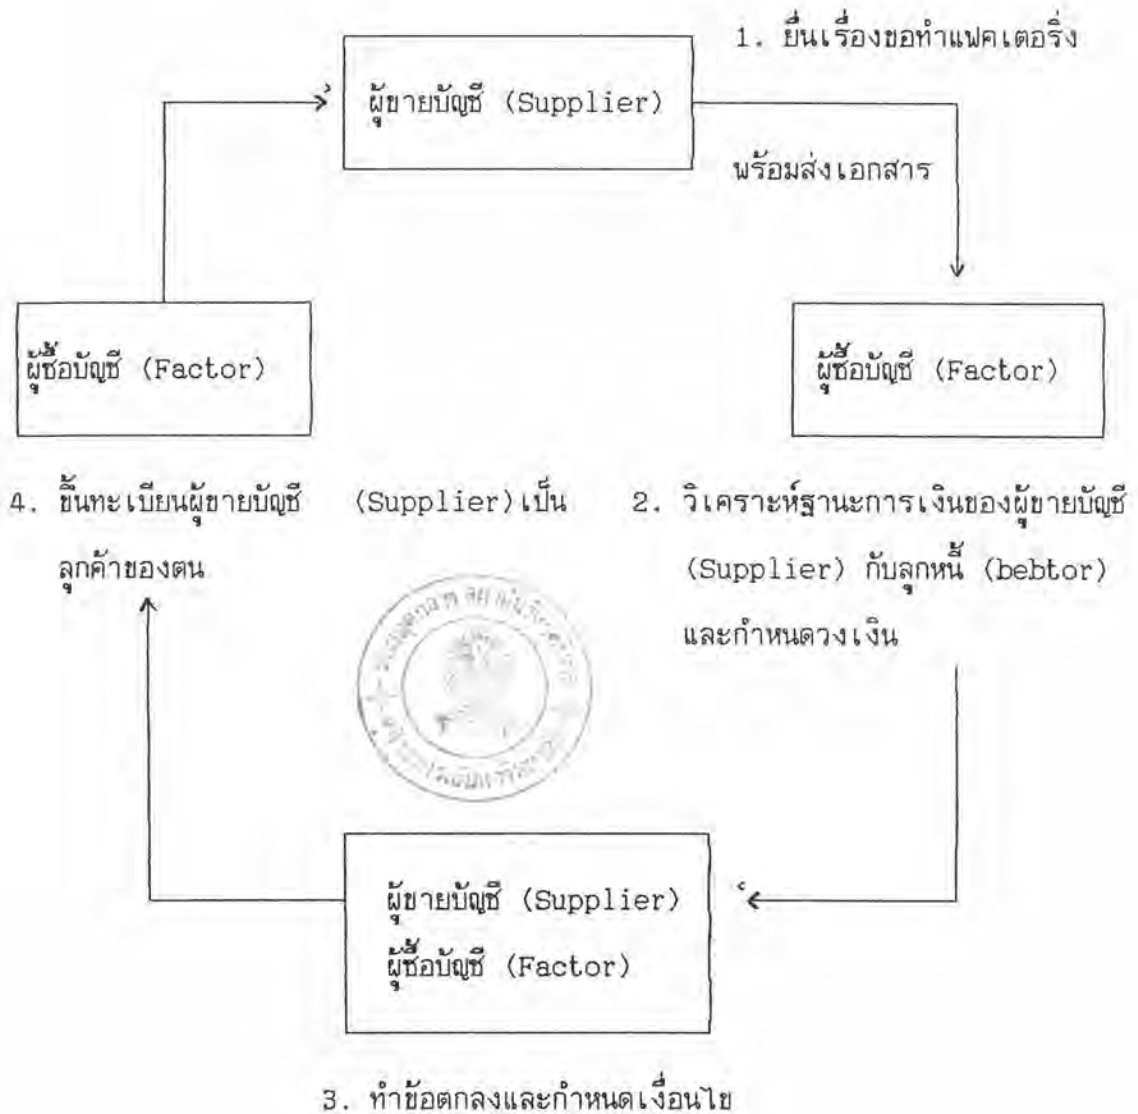 1. ยื่นเรื่องขอทำแฟคเตอริ่ง
ผู้ขายบัญชี (Supplier)
พร้อมส่งเอกสาร
ผู้ซื้อบัญชี (Factor)
ผู้ซื้อบัญชี (Factor)
4. ขึ้นทะเบียนผู้ขายบัญชี (Supplier) เป็น
ลูกค้าของตน
2. วิเคราะห์ฐานะการเงินของผู้ขายบัญชี
(Supplier) กับลูกหนี้ (bebtor)
และกำหนดวงเงิน
ผู้ขายบัญชี (Supplier)
ผู้ซื้อบัญชี (Factor)
3. ทำข้อตกลงและกำหนดเงื่อนไข